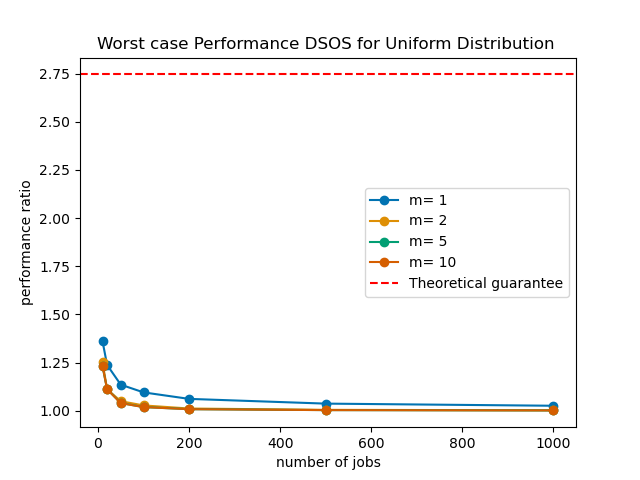 Worst case Performance DSOS for Uniform Distribution
performance ratio
2.75
2.50
2.25
2.00
1.75
1.50
1.25
1.00
m= 1
m= 2
m= 5
m= 10
Theoretical guarantee
0 200 400 600 800 1000
number of jobs